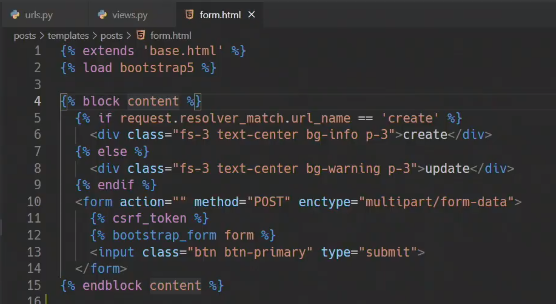 urls.py views.py form.html ×
posts > templates > posts > form.html
1 {% extends 'base.html' %}
2 {% load bootstrap5 %}
3
4 {% block content %}
5 {% if request.resolver_match.url_name == 'create' %}
6 <div class="fs-3 text-center bg-info p-3">create</div>
7 {% else %}
8 <div class="fs-3 text-center bg-warning p-3">update</div>
9 {% endif %}
10 <form action="" method="POST" enctype="multipart/form-data">
11 {% csrf_token %}
12 {% bootstrap_form form %}
13 <input class="btn btn-primary" type="submit">
14 </form>
15 {% endblock content %}
16